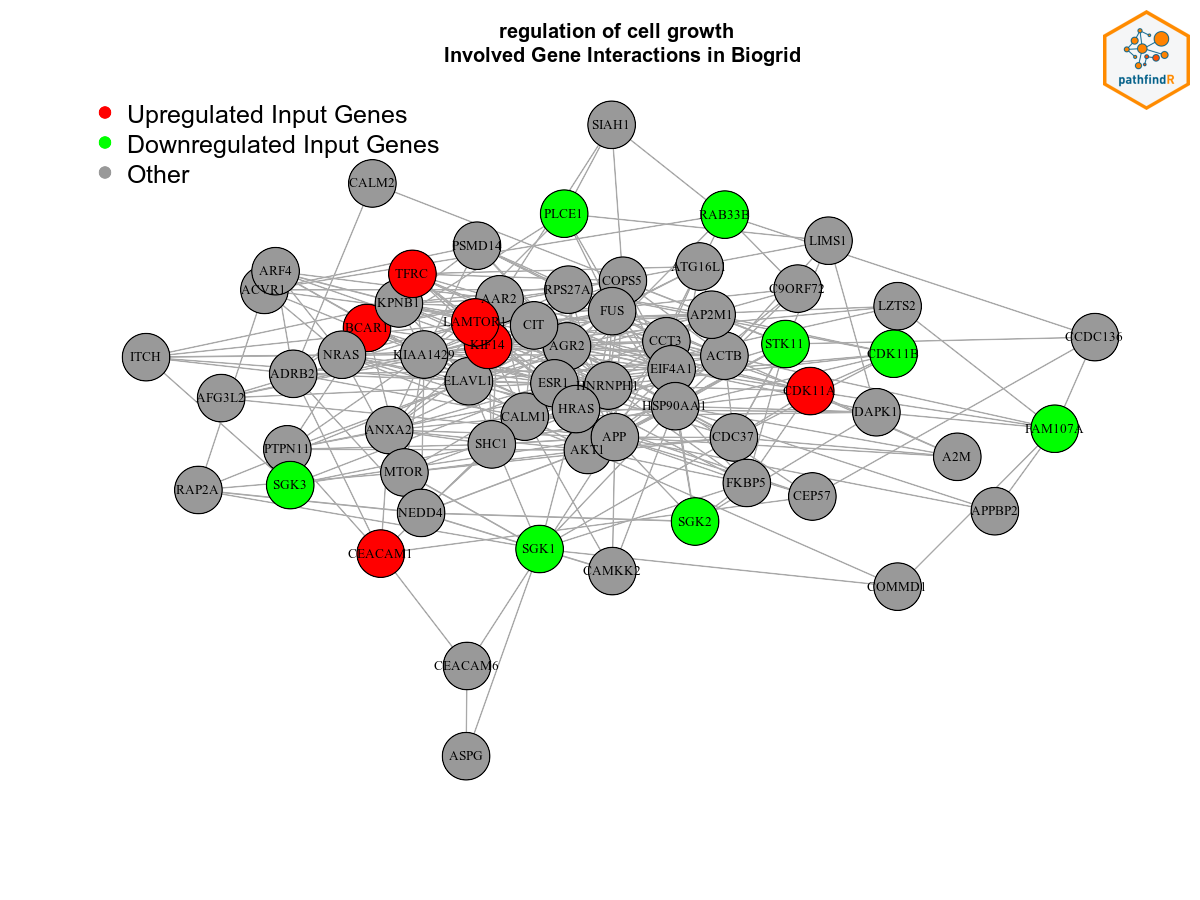 regulation of cell growth
Involved Gene Interactions in Biogrid
pathfindR
Upregulated Input Genes
Downregulated Input Genes
Other
SIAH1
CALM2
PLCE1
RAB33B
LIMS1
PSMD14
ATG16L1
ARF4
TFRC
ACVR1
COPS5
RPS27A
C9ORF72
AAR2
KPNB1
LZTS2
FUS
AP2M1
LAMTOR1
CIT
BCAR1
CCDC136
KIF14
AGR2
CCT3
STK11
ITCH
NRAS
KIAA1429
ACTB
CDK11B
EIF4A1
ADRB2
ELAVL1
ESR1
HNRNPH1
CDK11A
AFG3L2
HRAS
HSP90AA1
DAPK1
CALM1
ANXA2
FAM107A
APP
CDC37
SHC1
PTPN11
AKT1
A2M
MTOR
SGK3
FKBP5
RAP2A
CEP57
NEDD4
APPBP2
SGK2
CEACAM1
SGK1
CAMKK2
COMMD1
CEACAM6
ASPG